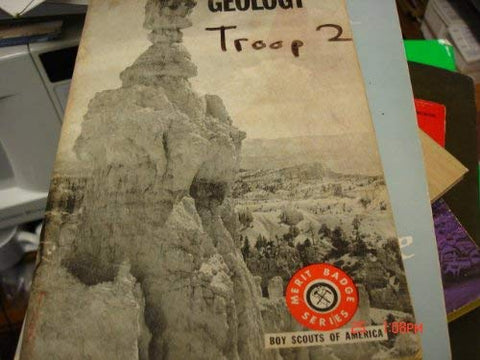 GEOLOGY
Troop 2
MERIT BADGE
SERIES
BOY SCOUTS OF AMERICA